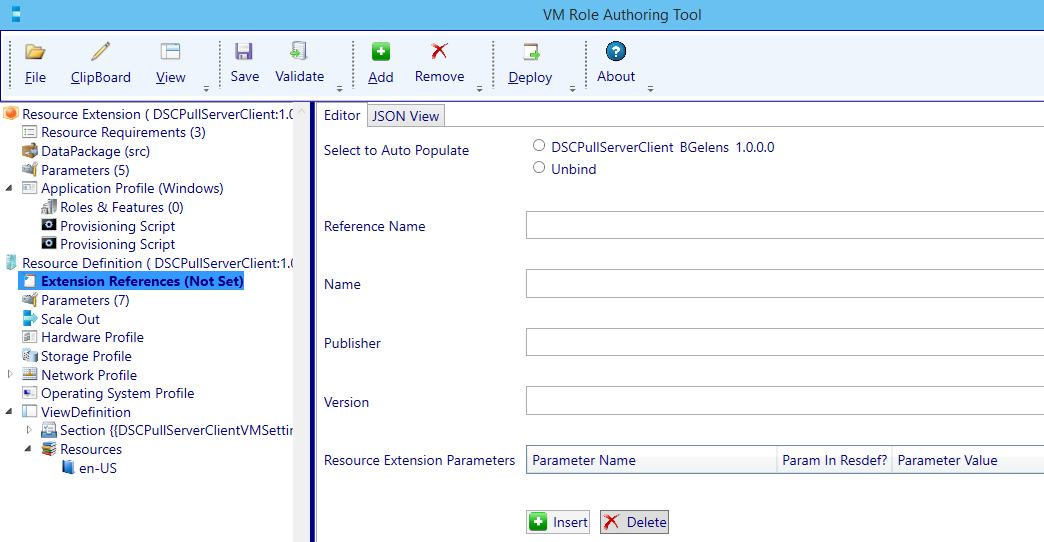 VM Role Authoring Tool
File ClipBoard View Save Validate Add Remove Deploy About
Resource Extension ( DSCPullServerClient:1.0
Resource Requirements (3)
DataPackage (src)
Parameters (5)
Application Profile (Windows)
Roles & Features (0)
Provisioning Script
Provisioning Script
Resource Definition ( DSCPullServerClient:1.0
Extension References (Not Set)
Parameters (7)
Scale Out
Hardware Profile
Storage Profile
Network Profile
Operating System Profile
ViewDefinition
Section {{DSCPullServerClientVMSettin
Resources
en-US
Editor JSON View
Select to Auto Populate
DSCPullServerClient BGelens 1.0.0.0
Unbind
Reference Name
Name
Publisher
Version
Resource Extension Parameters
Parameter Name Param In Resdef? Parameter Value
Insert Delete